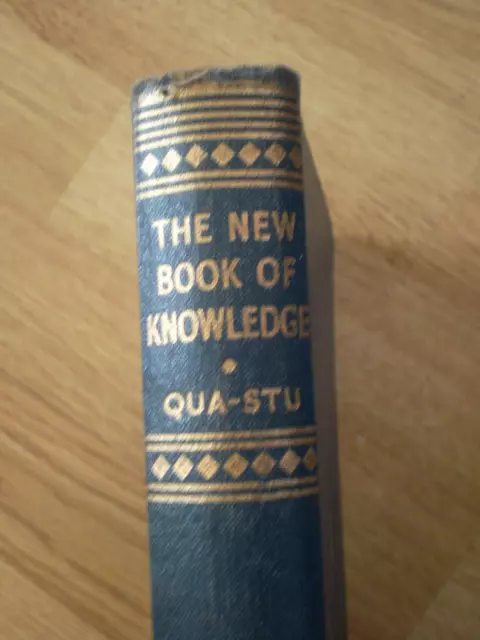 THE NEW
BOOK OF
KNOWLEDGE
QUA-STU